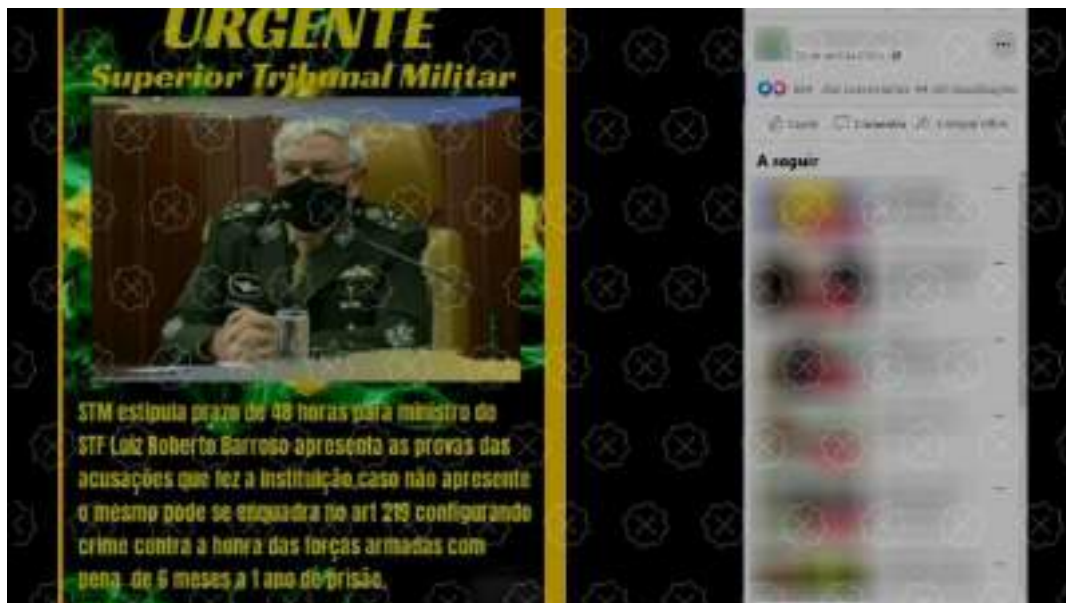 URGENTE
Superior Tribunal Militar
STM estipula prazo de 48 horas para ministro do
STF Luiz Roberto Barroso apresenta as provas das
acusações que fez a instituição,caso não apresente
o mesmo pode se enquadra no art 219 configurando
crime contra a honra das forças armadas com
pena de 6 meses a 1 ano de prisão.
A seguir